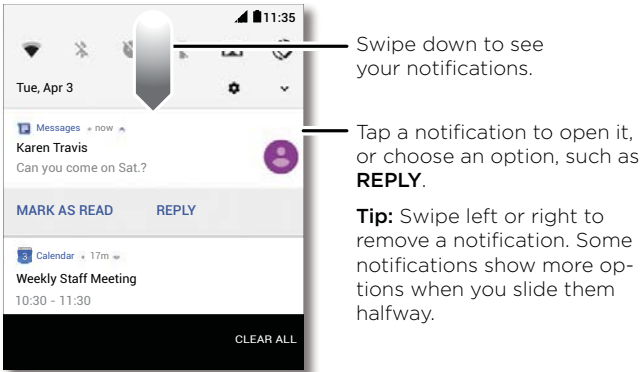 11:35
Tue, Apr 3
Messages • now
Karen Travis
Can you come on Sat.?
MARK AS READ REPLY
3 Calendar • 17m
Weekly Staff Meeting
10:30 - 11:30
CLEAR ALL
Swipe down to see
your notifications.
Tap a notification to open it,
or choose an option, such as
REPLY.
Tip: Swipe left or right to
remove a notification. Some
notifications show more op-
tions when you slide them
halfway.